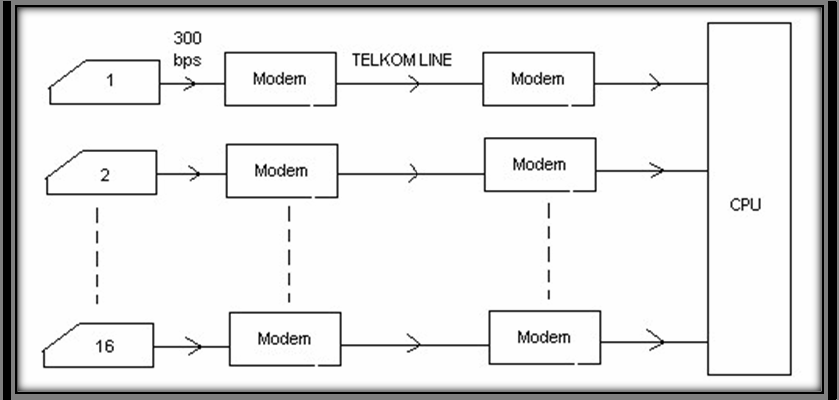 300
bps
TELKOM LINE
1
Modem
Modem
2
Modem
Modem
CPU
16
Modem
Modem